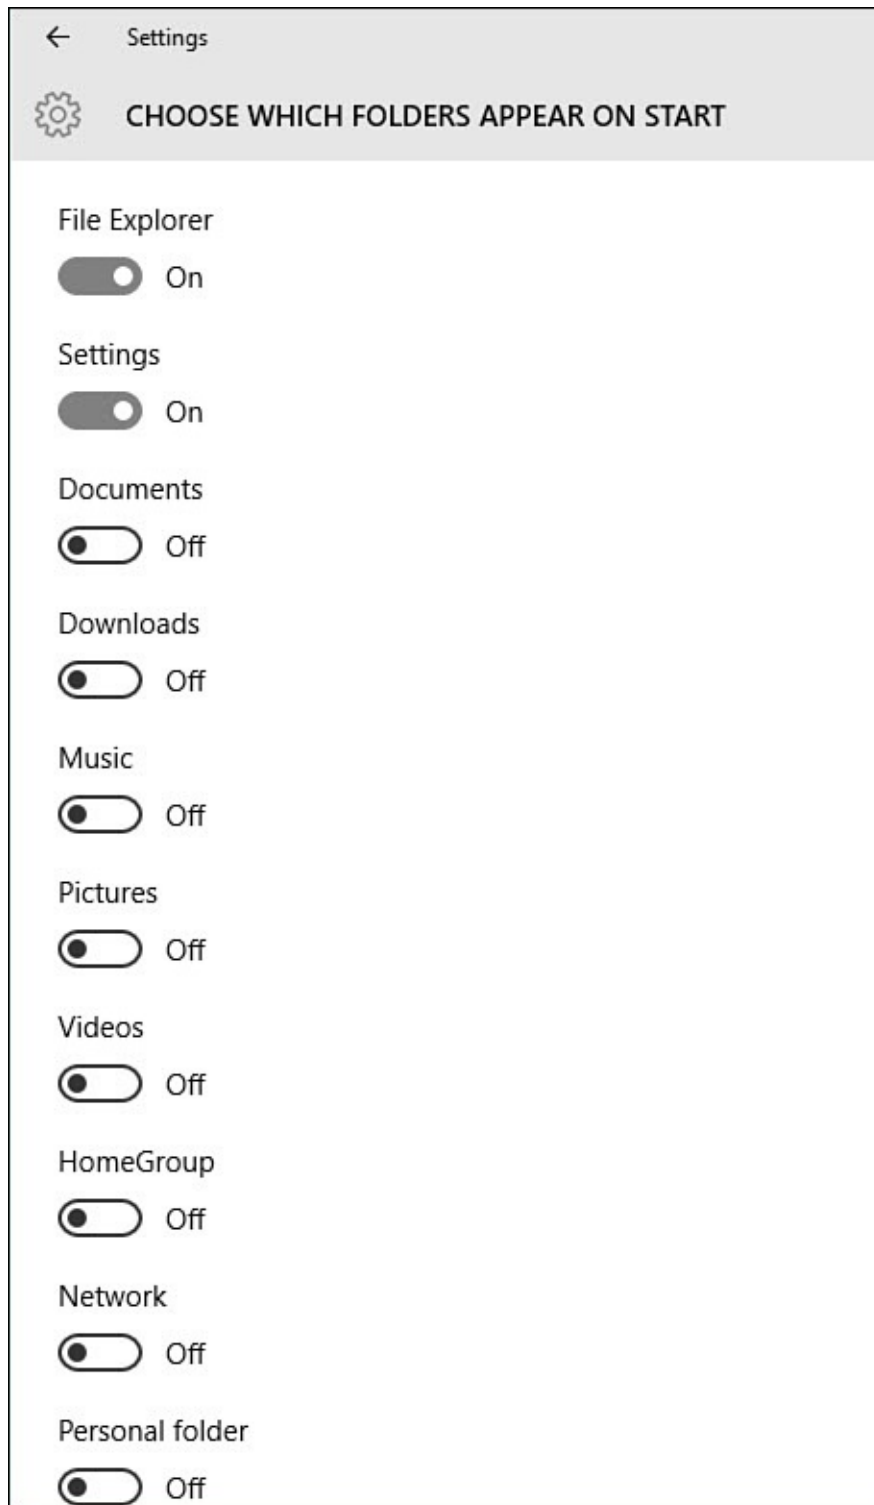 Settings
CHOOSE WHICH FOLDERS APPEAR ON START
File Explorer
On
Settings
On
Documents
Off
Downloads
Off
Music
Off
Pictures
Off
Videos
Off
HomeGroup
Off
Network
Off
Personal folder
Off